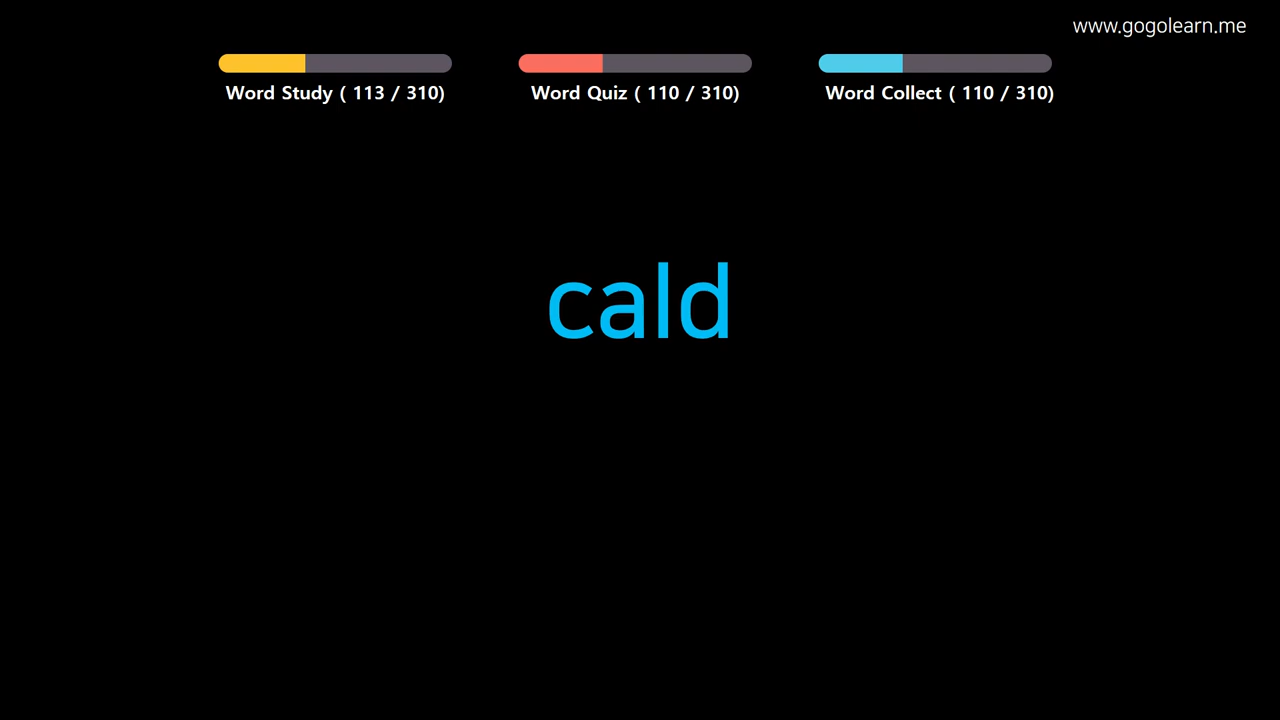 www.gogolearn.me
Word Study ( 113 / 310)
Word Quiz ( 110 / 310)
Word Collect ( 110 / 310)
cald